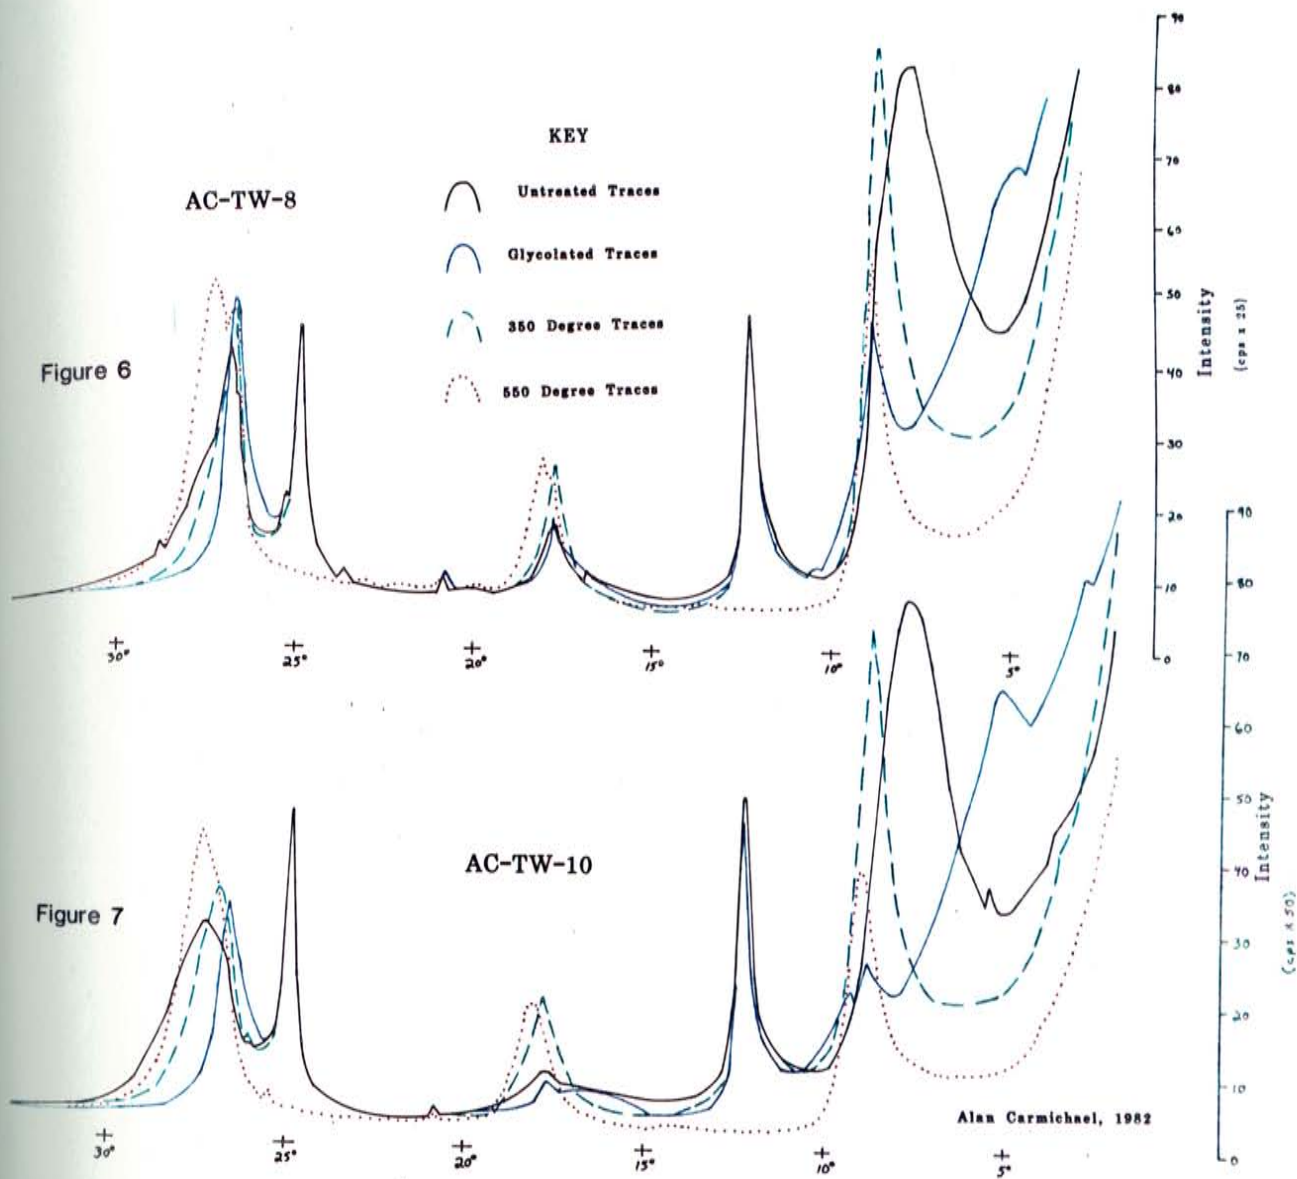 KEY
AC-TW-8
Untreated Traces
Glycolated Traces
350 Degree Traces
550 Degree Traces
Figure 6
90
80
70
60
50
40
30
20
10
0
Intensity
(cps x 25)
30° 25° 20° 15° 10° 5°
AC-TW-10
Figure 7
90
80
70
60
50
40
30
20
10
0
Intensity
(cps x 50)
Alan Carmichael, 1982
30° 25° 20° 15° 10° 5°